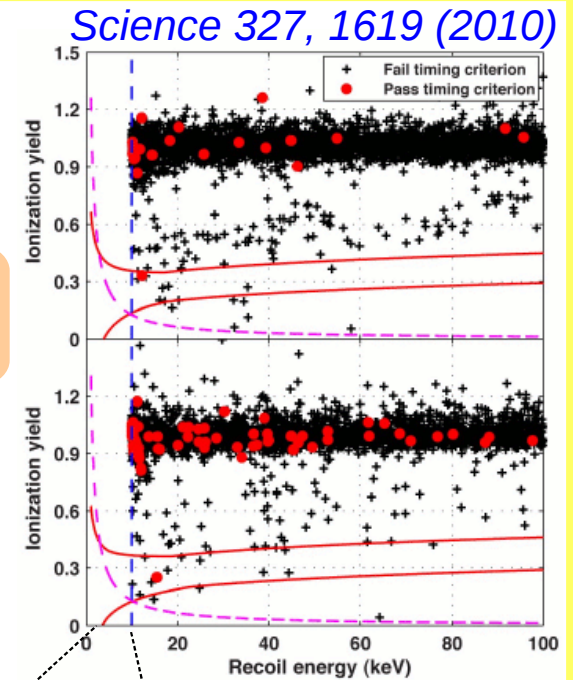 Science 327, 1619 (2010)
1.5
1.2
0.9
0.6
0.3
0
Ionization yield
Fail timing criterion
Pass timing criterion
1.2
0.9
0.6
0.3
0
Ionization yield
0 20 40 60 80 100
Recoil energy (keV)